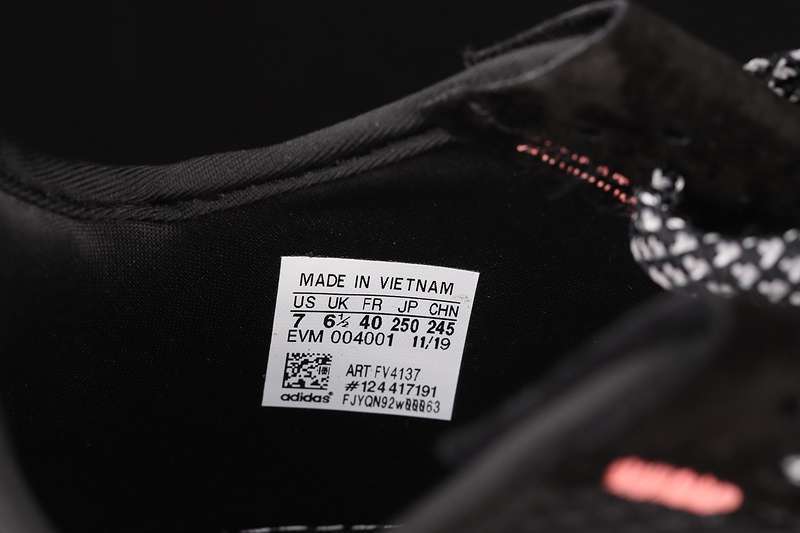 MADE IN VIETNAM
US UK FR JP CHN
7 6½ 40 250 245
EVM 004001 11/19
ART FV4137
#124417191
adidas® FJYQN92w00063